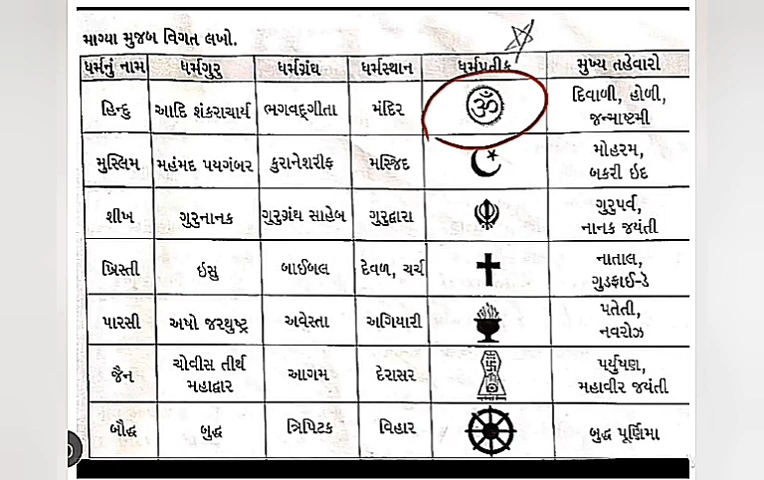 માગ્યા મુજબ વિગત લખો.
ધર્મનું નામ ધર્મગુરુ ધર્મગ્રંથ ધર્મસ્થાન ધર્મપ્રતીક મુખ્ય તહેવારો
હિન્દુ આદિ શંકરાચાર્ય ભગવદ્ગીતા મંદિર ૐ દિવાળી, હોળી,
જન્માષ્ટમી
મુસ્લિમ મહંમદ પયગંબર કુરાનેશરીફ મસ્જિદ મોહરમ,
બકરી ઇદ
શીખ ગુરુનાનક ગુરુગ્રંથ સાહેબ ગુરુદ્વારા ગુરુપર્વ,
નાનક જયંતી
ખ્રિસ્તી ઈસુ બાઈબલ દેવળ, ચર્ચ નાતાલ,
ગુડફ્રાઈ-ડે
પારસી અષો જરથુષ્ટ્ર અવેસ્તા અગિયારી પતેતી,
નવરોઝ
જૈન ચોવીસ તીર્થ આગમ દેરાસર પર્યુષણ,
મહાદ્વાર મહાવીર જયંતી
બૌદ્ધ બુદ્ધ ત્રિપિટક વિહાર બુદ્ધ પૂર્ણિમા